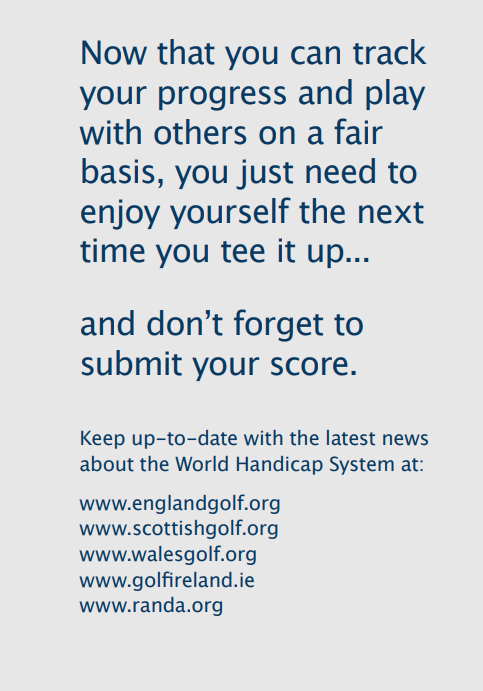 Now that you can track
your progress and play
with others on a fair
basis, you just need to
enjoy yourself the next
time you tee it up...
and don’t forget to
submit your score.
Keep up-to-date with the latest news
about the World Handicap System at:
www.englandgolf.org
www.scottishgolf.org
www.walesgolf.org
www.golfireland.ie
www.randa.org